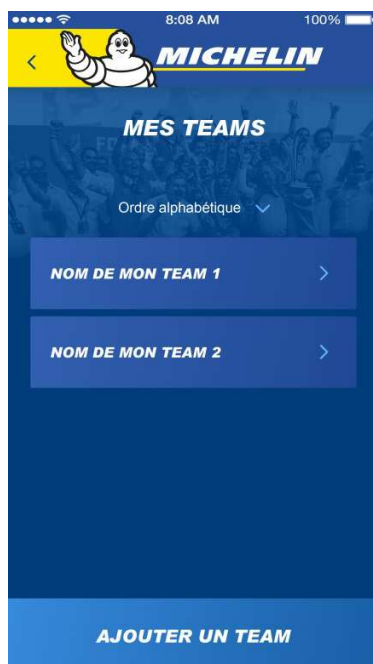 8:08 AM
100%
MICHELIN
MES TEAMS
Ordre alphabétique
NOM DE MON TEAM 1
NOM DE MON TEAM 2
AJOUTER UN TEAM